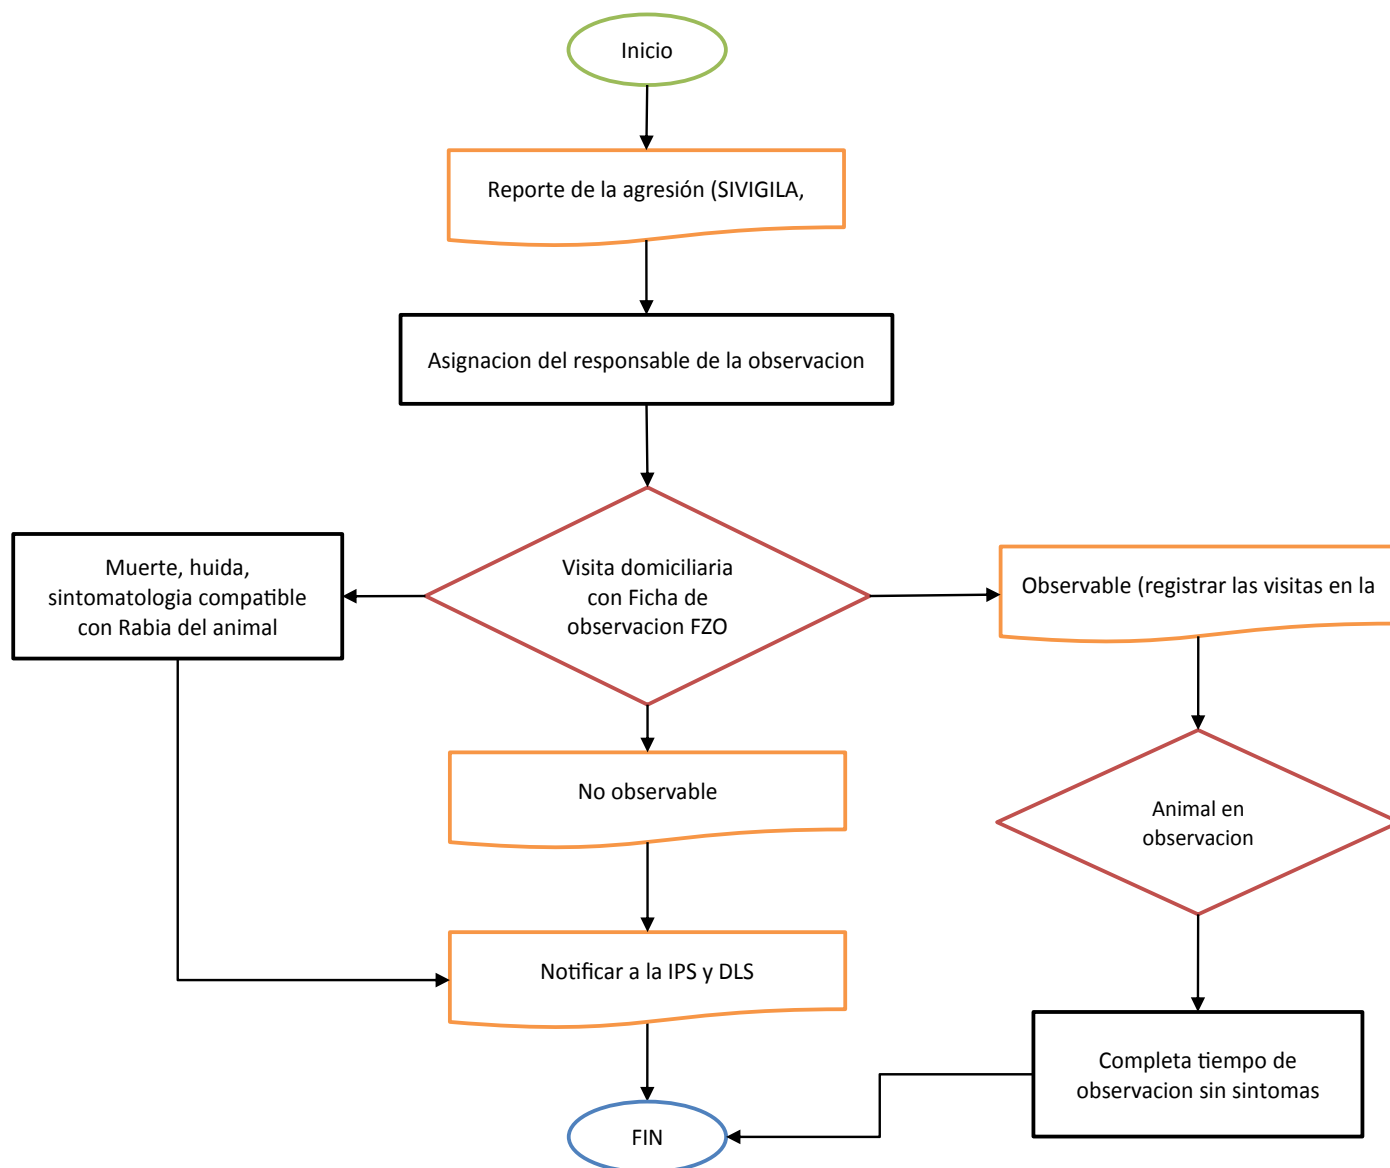 Inicio
Reporte de la agresión (SIVIGILA,
Asignacion del responsable de la observacion
Muerte, huida,
sintomatologia compatible
con Rabia del animal
Visita domiciliaria
con Ficha de
observacion FZO
Observable (registrar las visitas en la
No observable
Animal en
observacion
Notificar a la IPS y DLS
Completa tiempo de
observacion sin sintomas
FIN